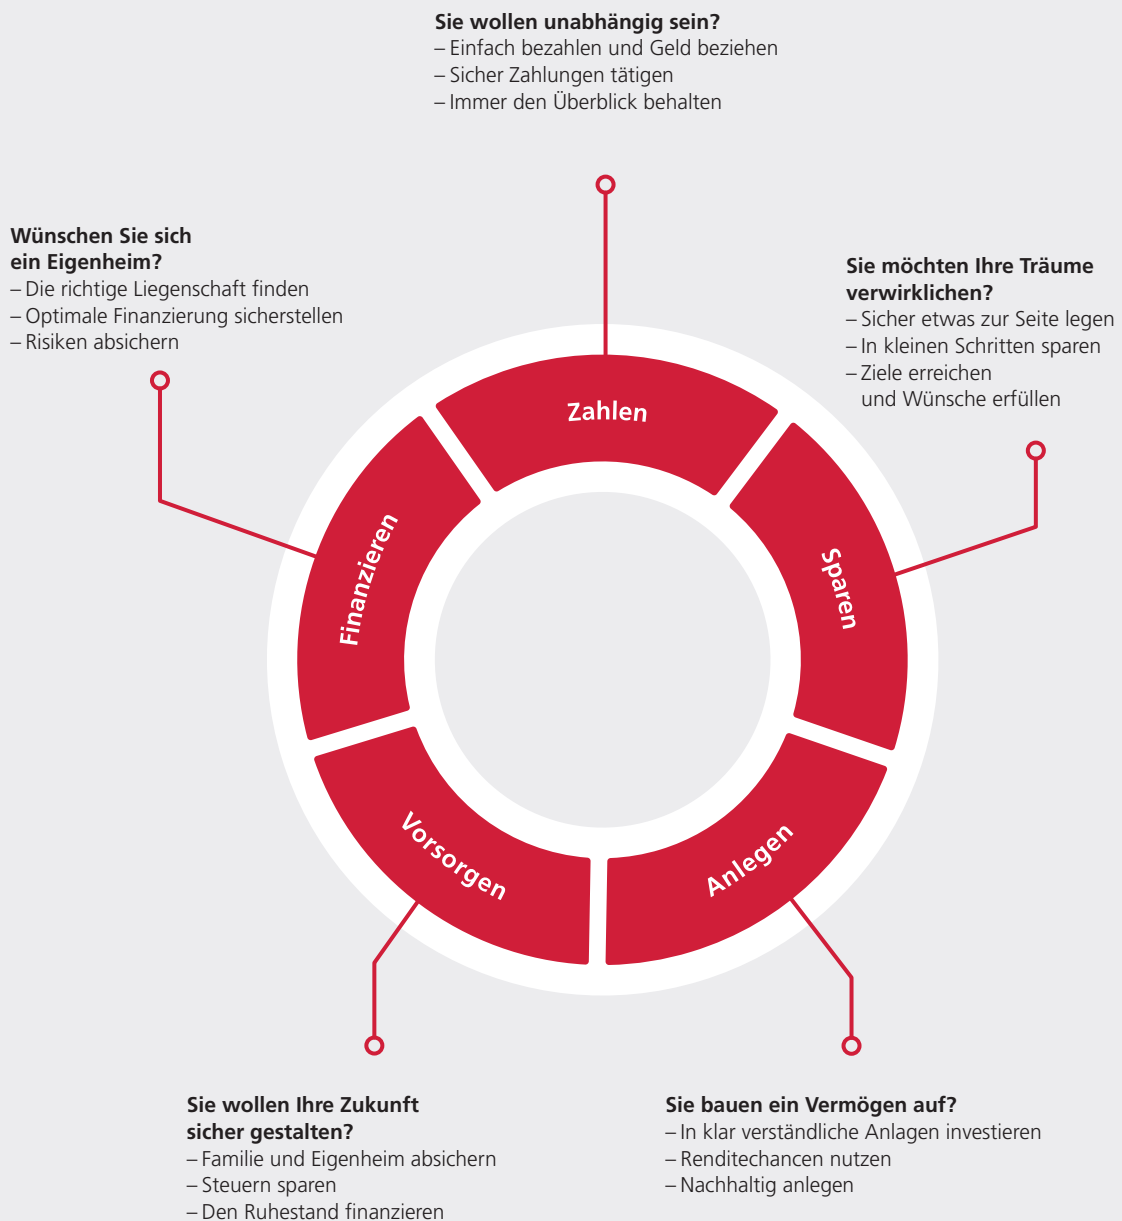 Sie wollen unabhängig sein?
– Einfach bezahlen und Geld beziehen
– Sicher Zahlungen tätigen
– Immer den Überblick behalten
Wünschen Sie sich
ein Eigenheim?
– Die richtige Liegenschaft finden
– Optimale Finanzierung sicherstellen
– Risiken absichern
Sie möchten Ihre Träume
verwirklichen?
– Sicher etwas zur Seite legen
– In kleinen Schritten sparen
– Ziele erreichen
und Wünsche erfüllen
Zahlen
Sparen
Finanzieren
Anlegen
Vorsorgen
Sie wollen Ihre Zukunft
sicher gestalten?
– Familie und Eigenheim absichern
– Steuern sparen
– Den Ruhestand finanzieren
Sie bauen ein Vermögen auf?
– In klar verständliche Anlagen investieren
– Renditechancen nutzen
– Nachhaltig anlegen